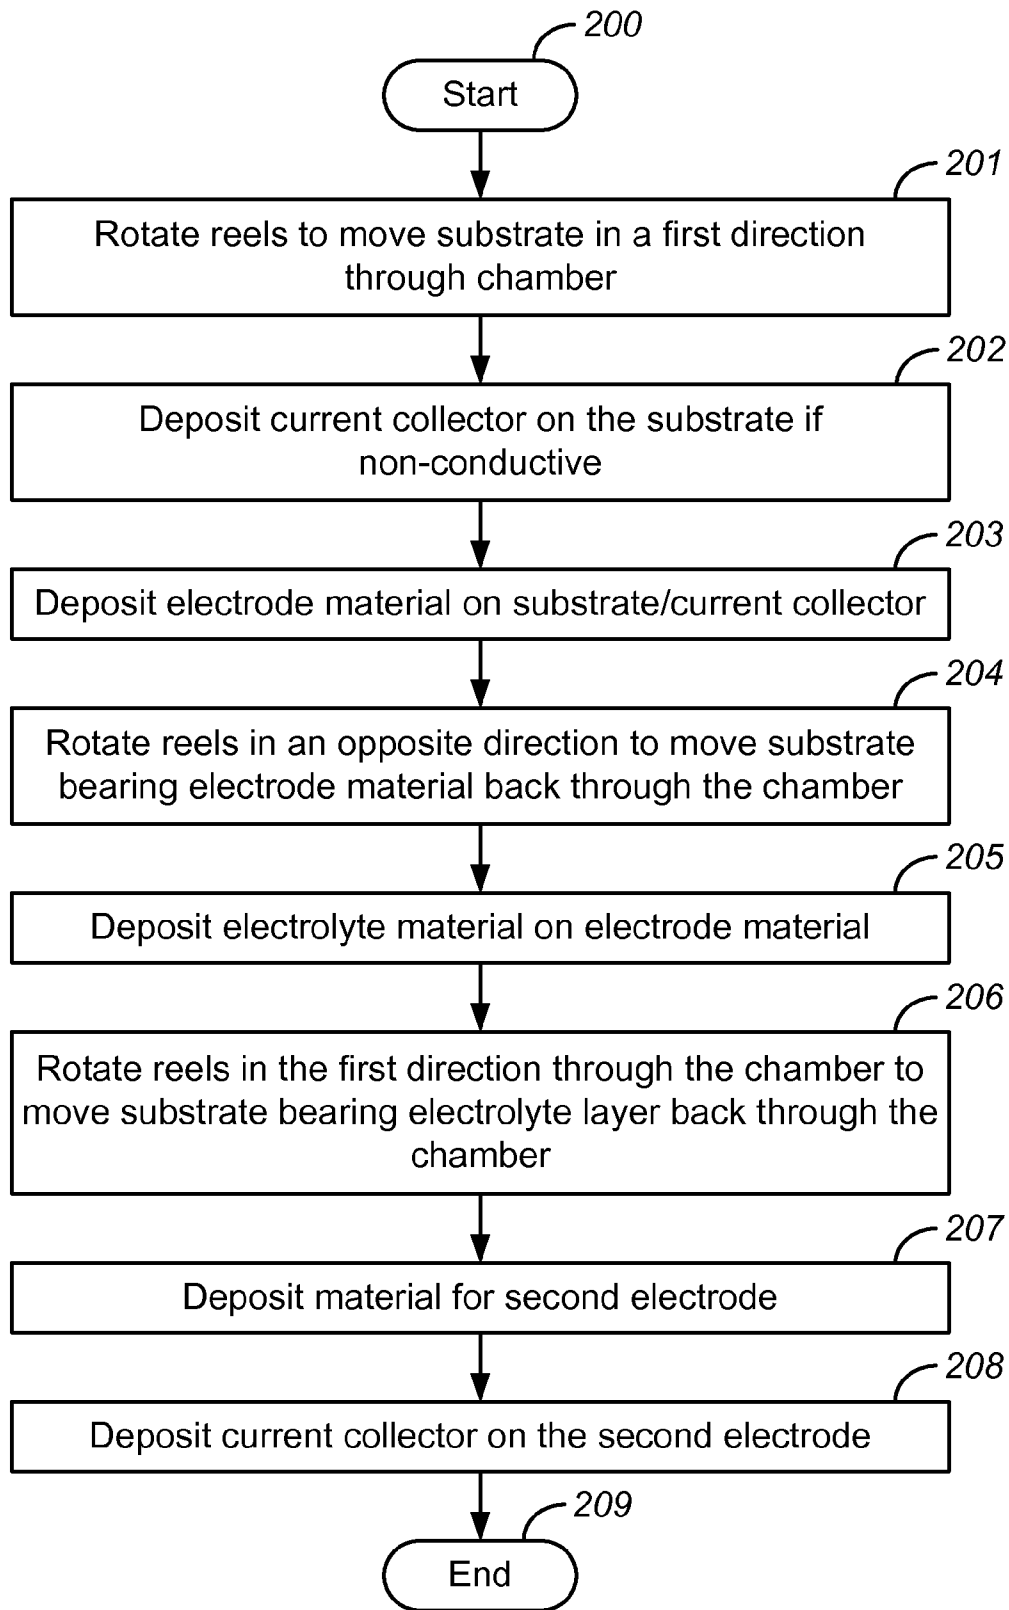 200
Start
201
Rotate reels to move substrate in a first direction
through chamber
202
Deposit current collector on the substrate if
non-conductive
203
Deposit electrode material on substrate/current collector
204
Rotate reels in an opposite direction to move substrate
bearing electrode material back through the chamber
205
Deposit electrolyte material on electrode material
206
Rotate reels in the first direction through the chamber to
move substrate bearing electrolyte layer back through the
chamber
207
Deposit material for second electrode
208
Deposit current collector on the second electrode
209
End